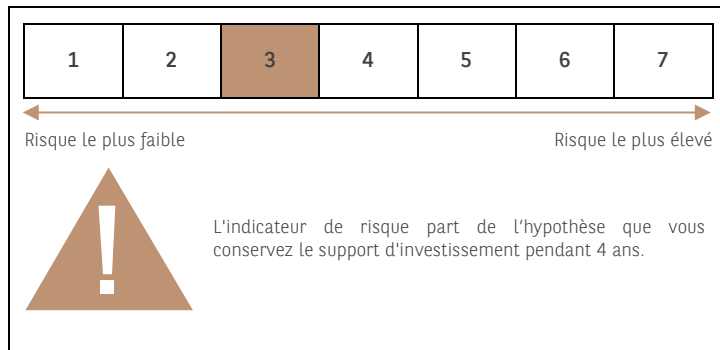 1 2 3 4 5 6 7
Risque le plus faible Risque le plus élevé
!
L'indicateur de risque part de l’hypothèse que vous
conservez le support d'investissement pendant 4 ans.